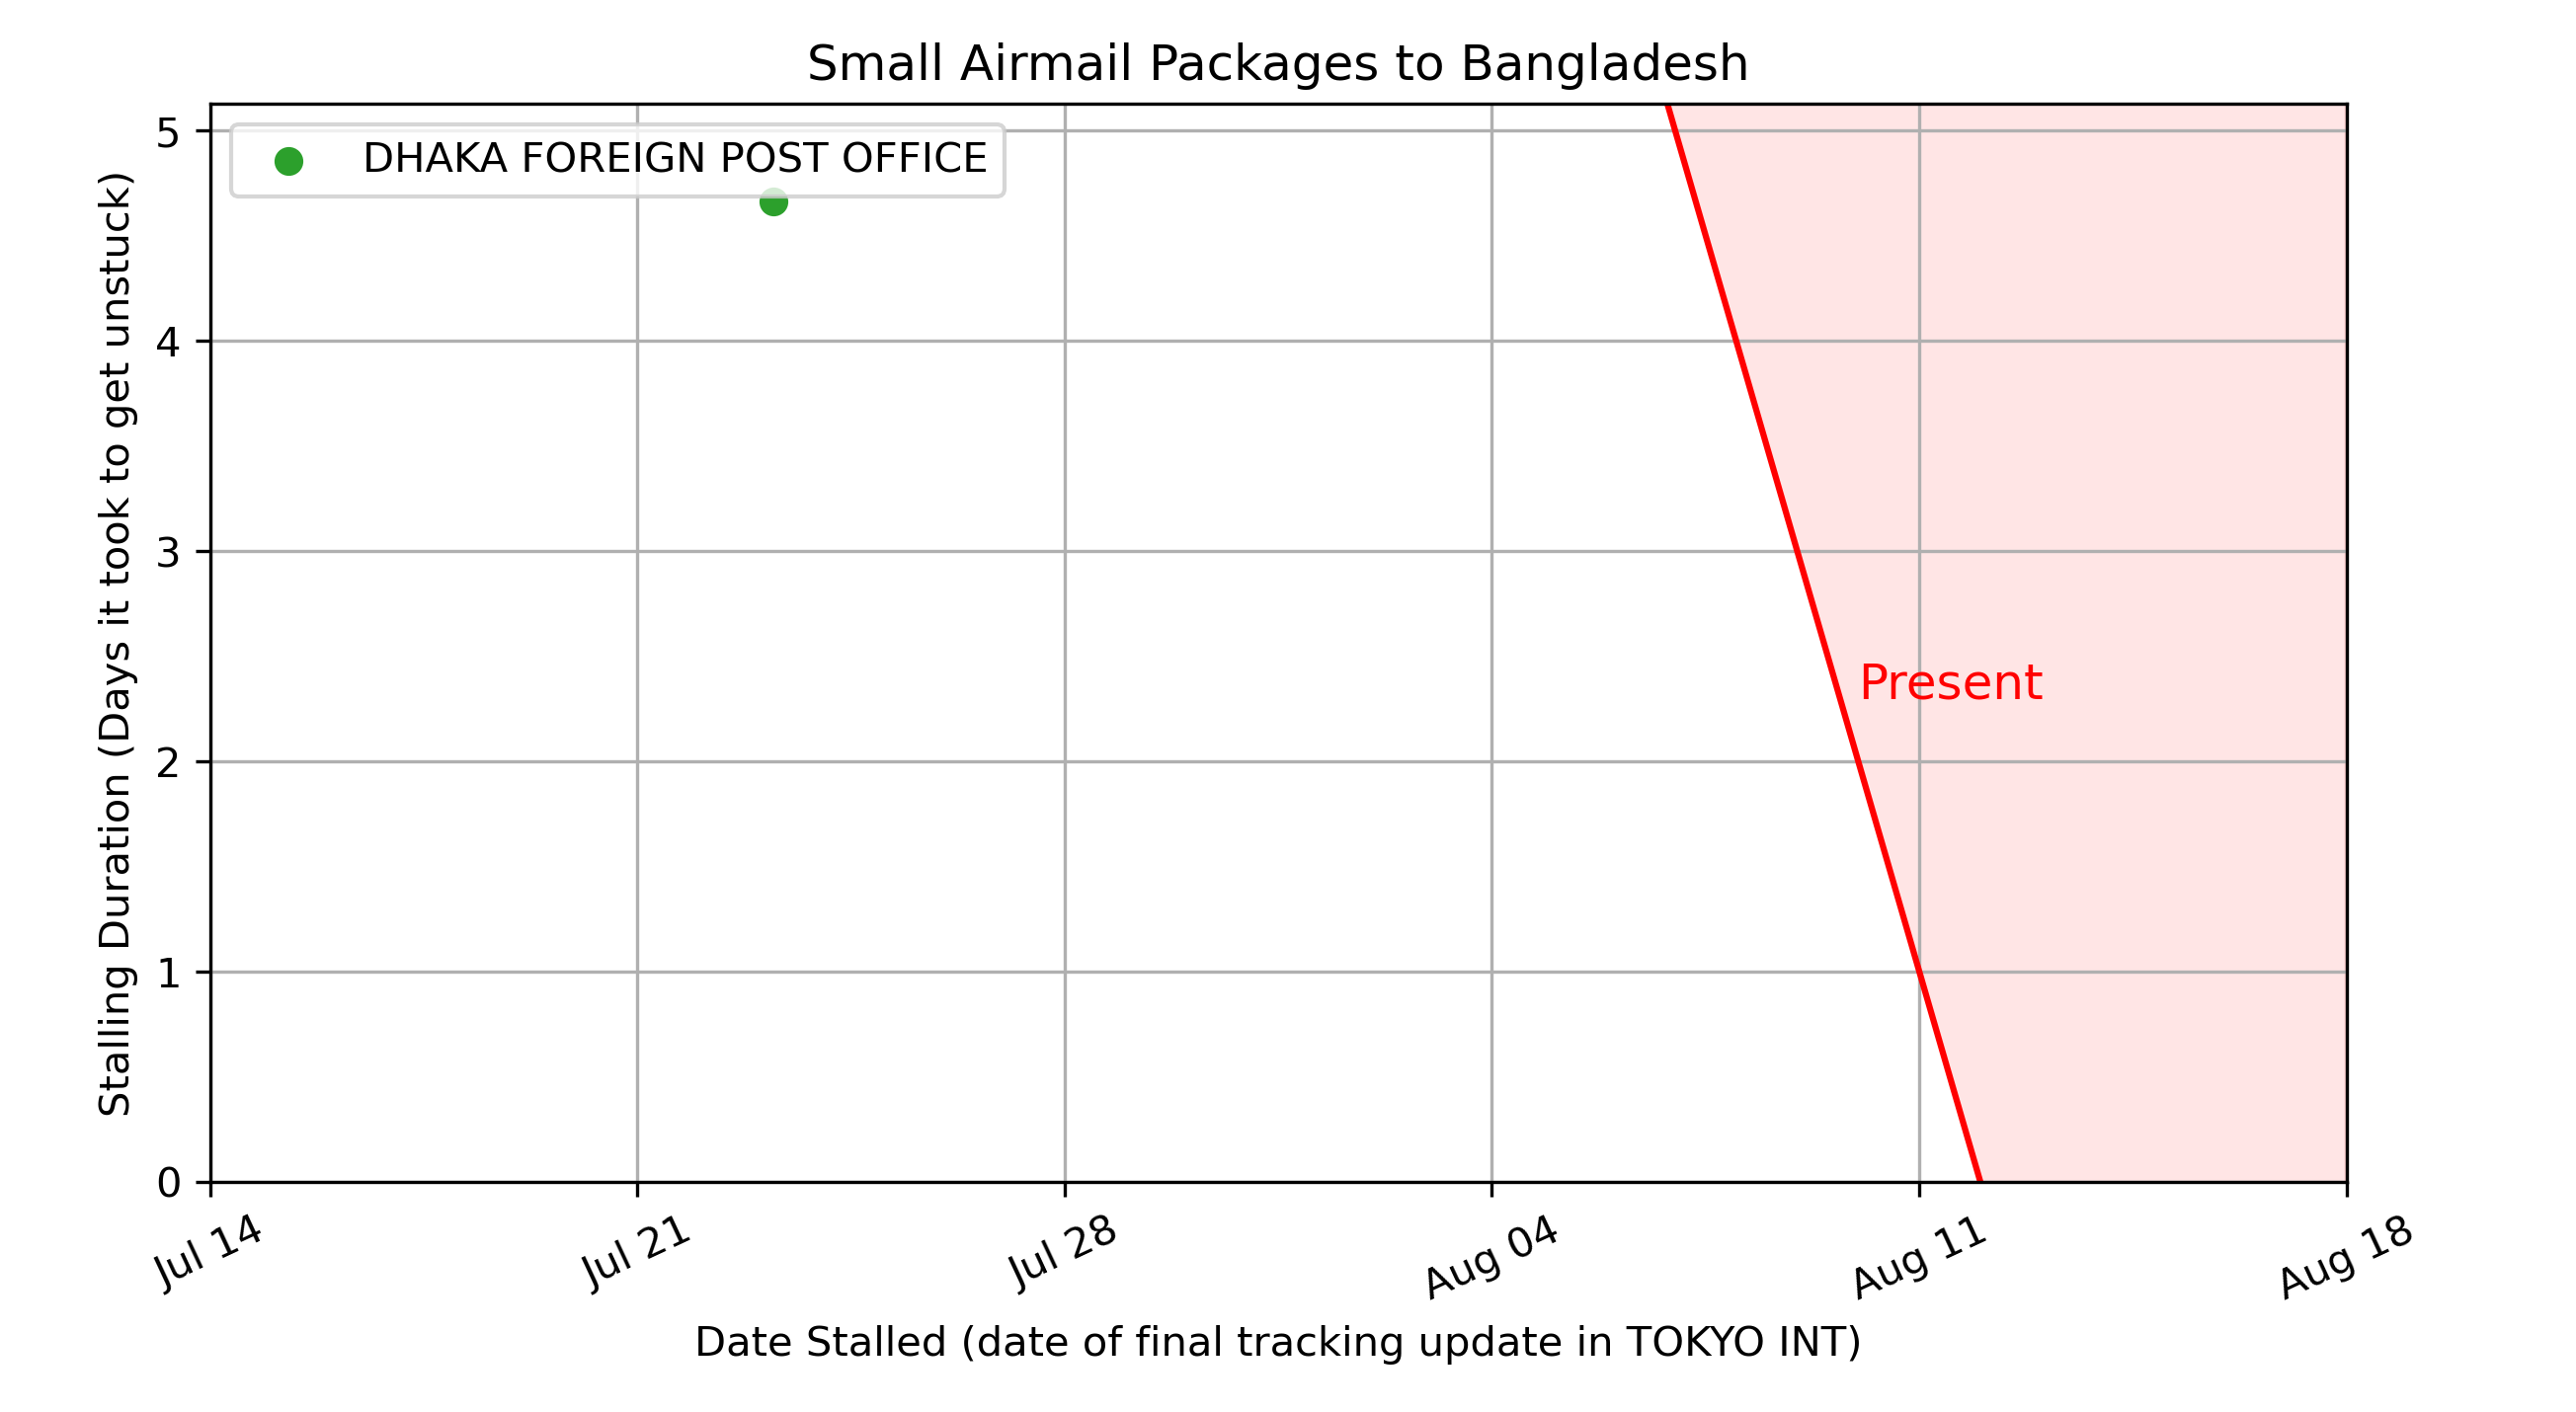 Small Airmail Packages to Bangladesh
DHAKA FOREIGN POST OFFICE
Stalling Duration (Days it took to get unstuck)
5
4
3
2
1
0
Present
Jul 14
Jul 21
Jul 28
Aug 04
Aug 11
Aug 18
Date Stalled (date of final tracking update in TOKYO INT)